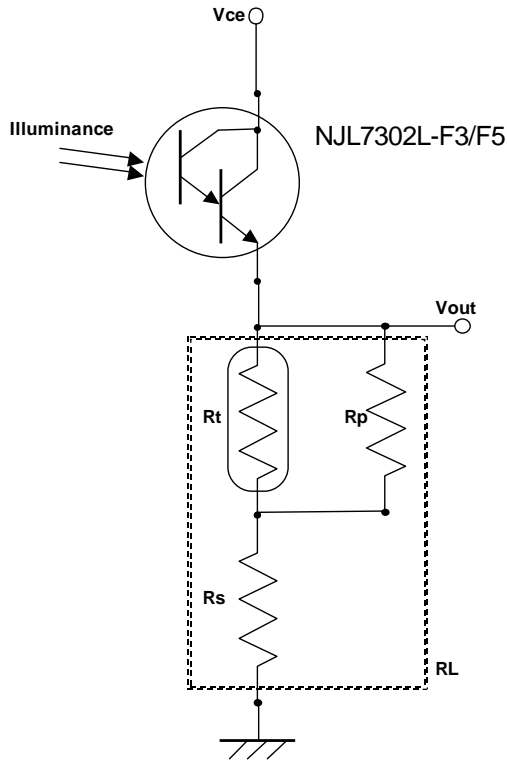 Vce
Illuminance
NJL7302L-F3/F5
Vout
Rt
Rp
Rs
RL